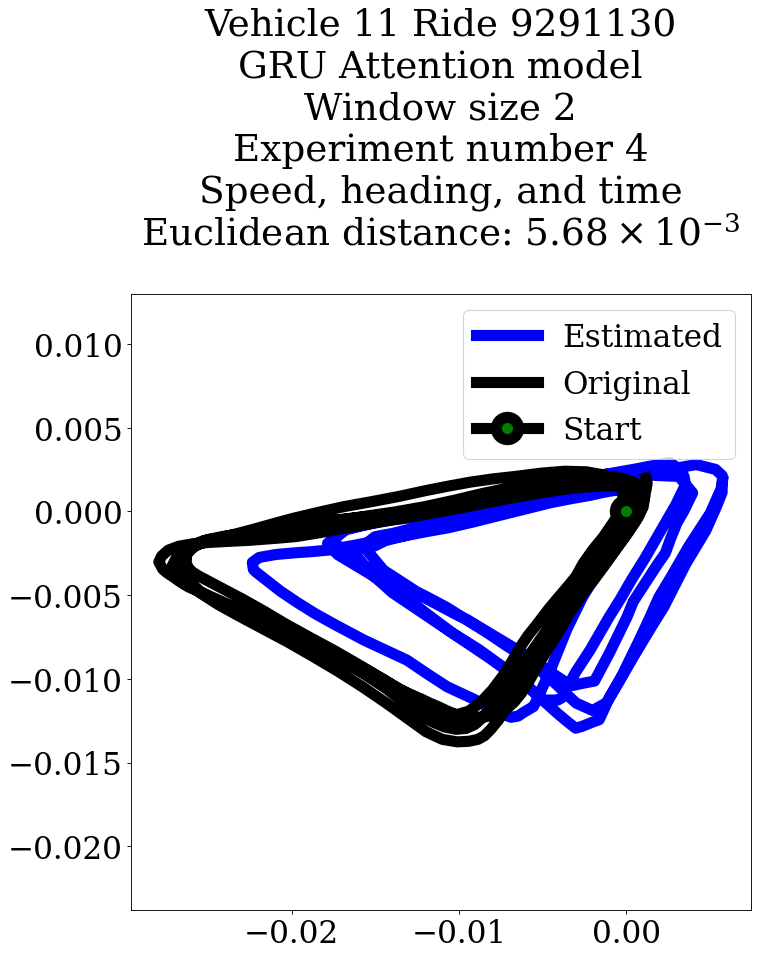 Vehicle 11 Ride 9291130
GRU Attention model
Window size 2
Experiment number 4
Speed, heading, and time
Euclidean distance: 5.68 × 10⁻³
Estimated
Original
Start
0.010
0.005
0.000
−0.005
−0.010
−0.015
−0.020
−0.02
−0.01
0.00